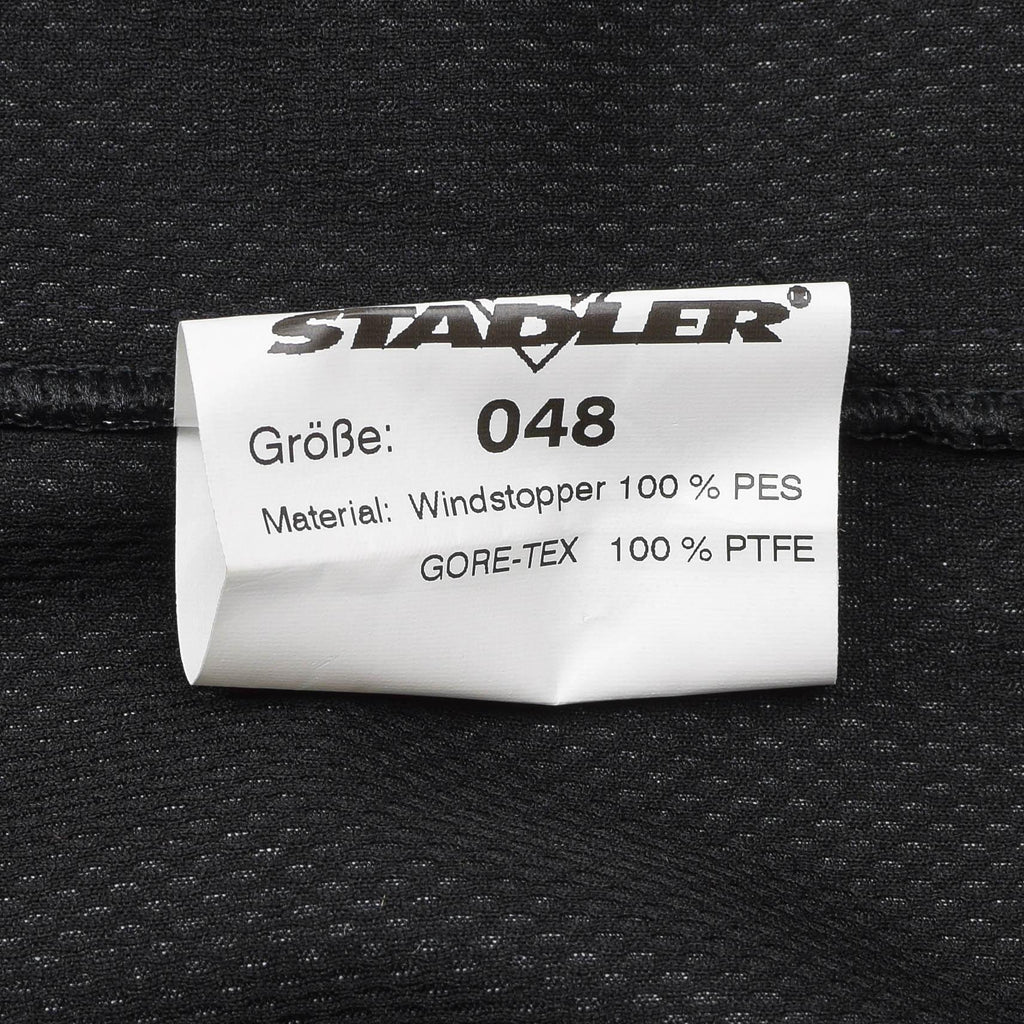 STADLER®
Größe: 048
Material: Windstopper 100 % PES
GORE-TEX 100 % PTFE